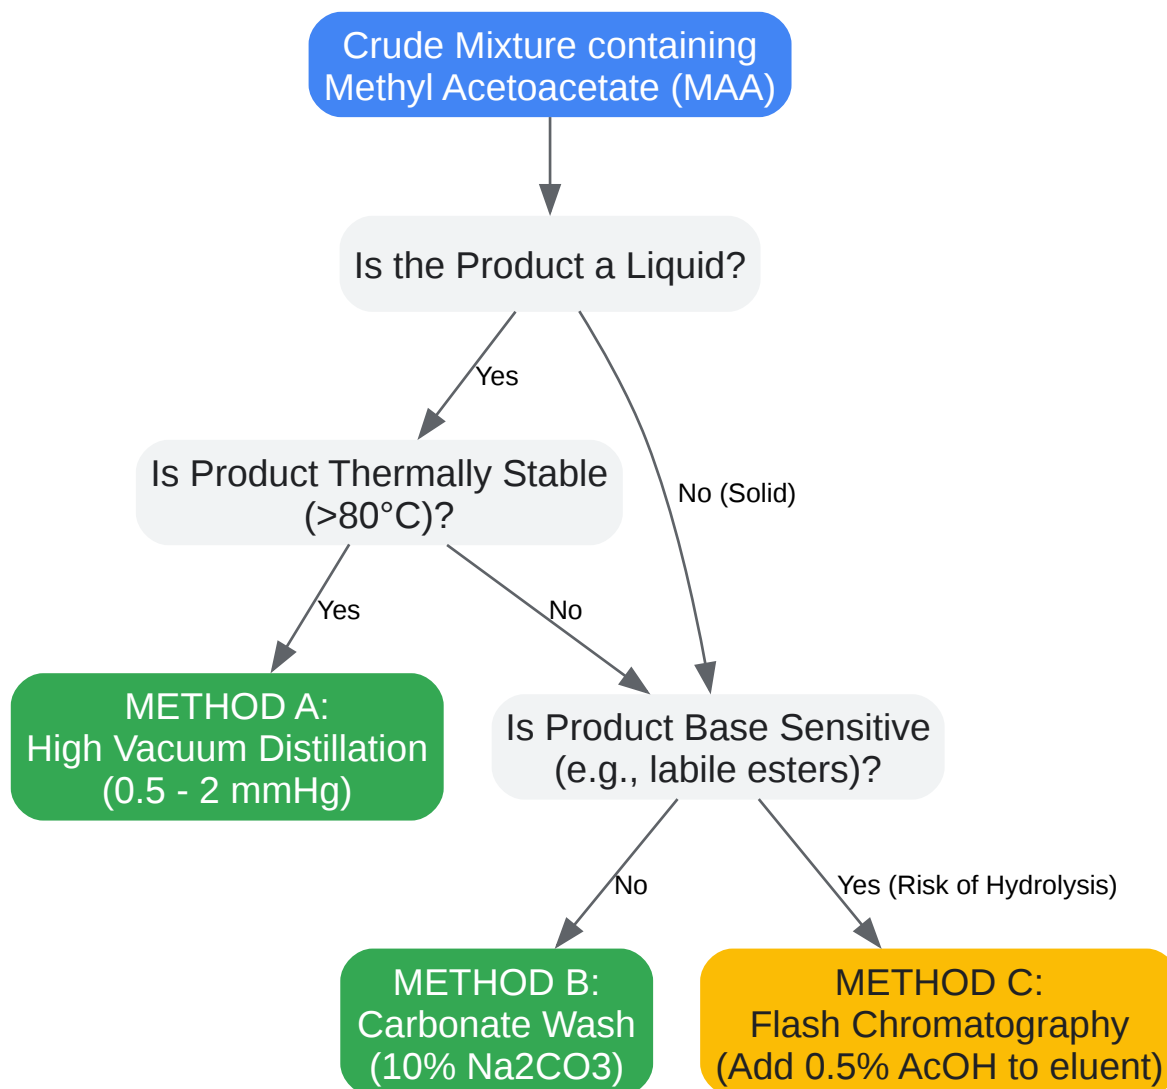 Crude Mixture containing
Methyl Acetoacetate (MAA)
Is the Product a Liquid?
Yes
Is Product Thermally Stable
(>80°C)?
No (Solid)
Yes
No
METHOD A:
High Vacuum Distillation
(0.5 - 2 mmHg)
Is Product Base Sensitive
(e.g., labile esters)?
No
Yes (Risk of Hydrolysis)
METHOD B:
Carbonate Wash
(10% Na2CO3)
METHOD C:
Flash Chromatography
(Add 0.5% AcOH to eluent)